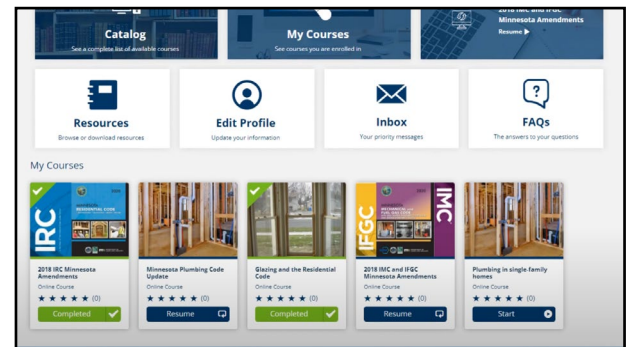 Catalog
See a complete list of available courses
My Courses
See courses you are enrolled in
2018 IMC and IFGC
Minnesota Amendments
Resume
Resources
Browse or download resources
Edit Profile
Update your information
Inbox
Your priority messages
FAQs
The answers to your questions
My Courses
IRC
RESIDENTIAL CODE
IFGC
IMC
2018 IRC Minnesota
Amendments
Online Course
(0)
Completed
Minnesota Plumbing Code
Update
Online Course
(0)
Resume
Glazing and the Residential
Code
Online Course
(0)
Completed
2018 IMC and IFGC
Minnesota Amendments
Online Course
(0)
Resume
Plumbing in single-family
homes
Online Course
(0)
Start